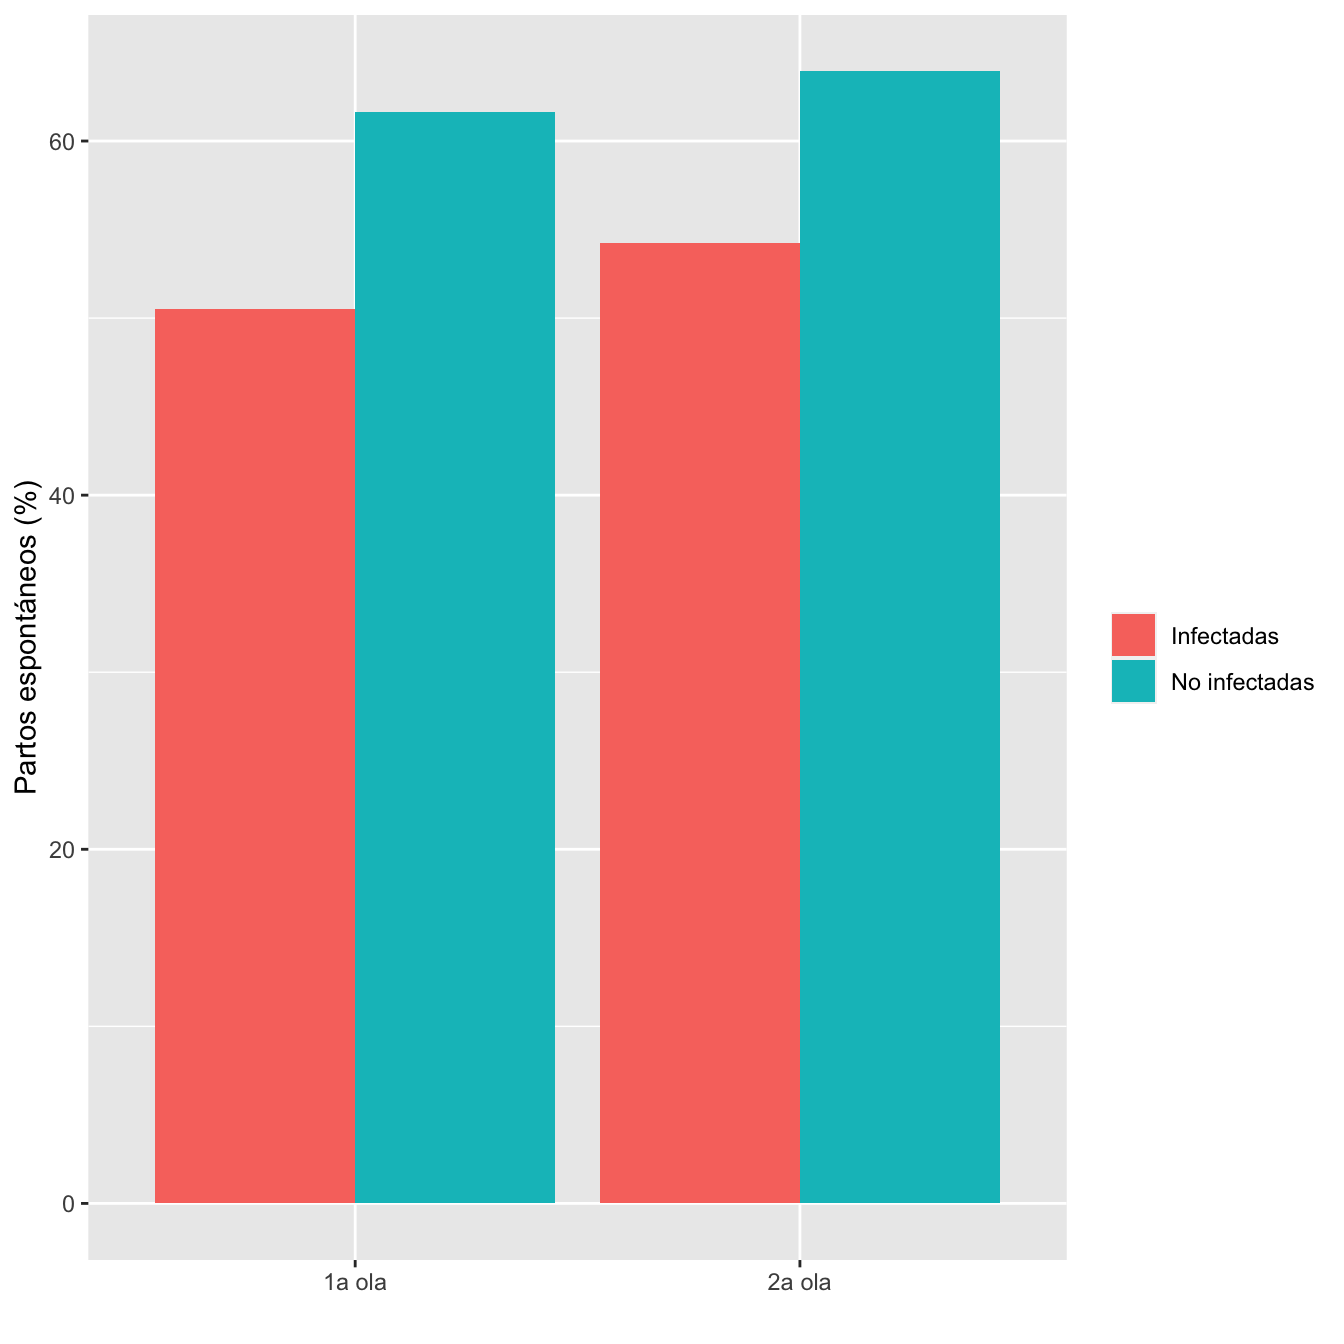 Partos espontáneos (%)
60
40
20
0
1a ola
2a ola
Infectadas
No infectadas